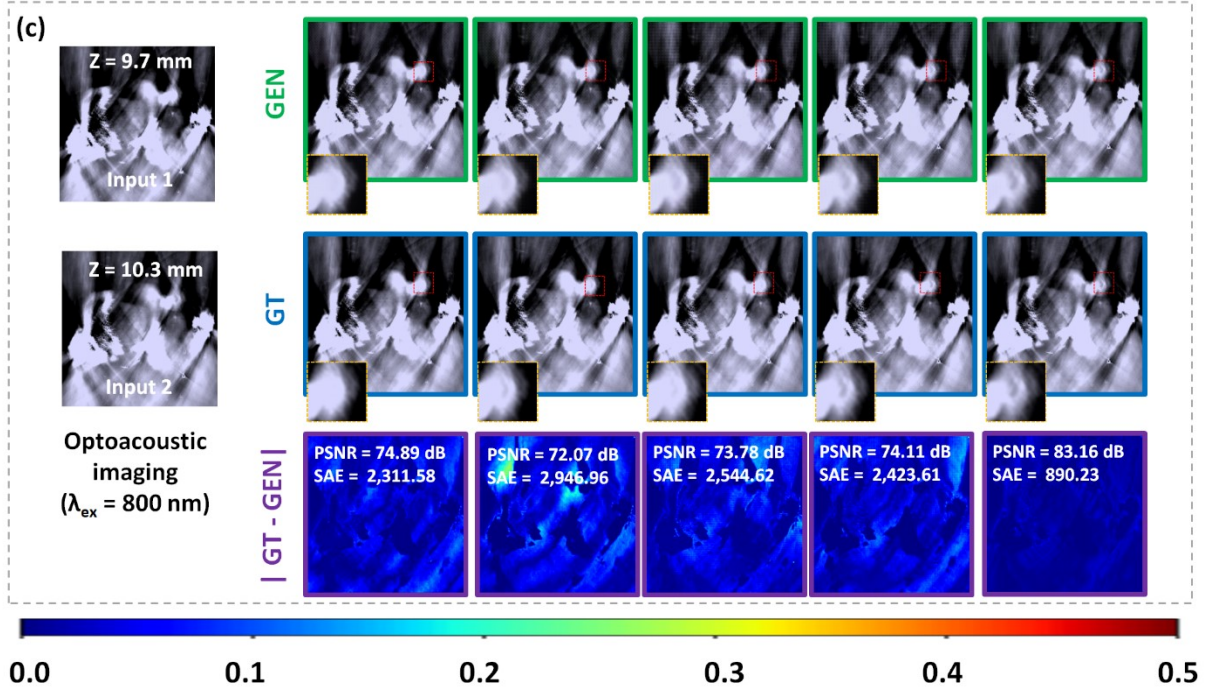 (c)
Z = 9.7 mm
Input 1
GEN
Z = 10.3 mm
Input 2
GT
Optoacoustic
imaging
(λex = 800 nm)
| GT - GEN|
PSNR = 74.89 dB
SAE = 2,311.58
PSNR = 72.07 dB
SAE = 2,946.96
PSNR = 73.78 dB
SAE = 2,544.62
PSNR = 74.11 dB
SAE = 2,423.61
PSNR = 83.16 dB
SAE = 890.23
0.0 0.1 0.2 0.3 0.4 0.5